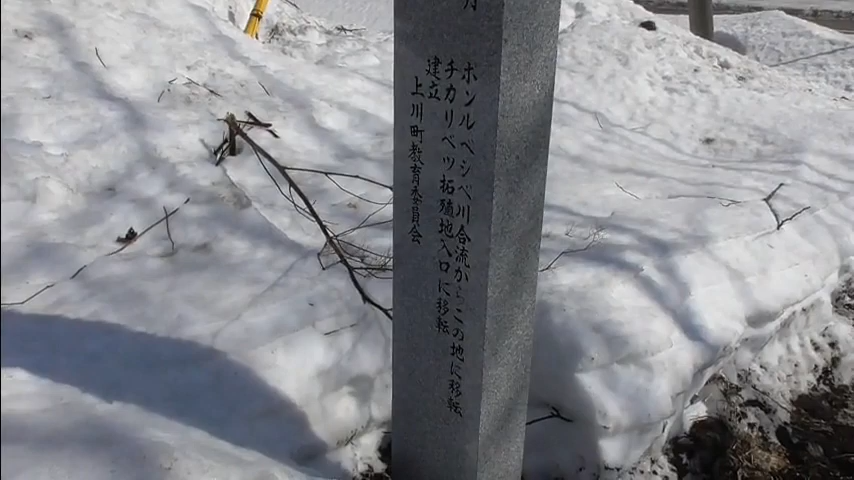 月
ホンルベシベ川合流からこの地に移転
チカリベツ拓殖地入口に移転
建立
上川町教育委員会